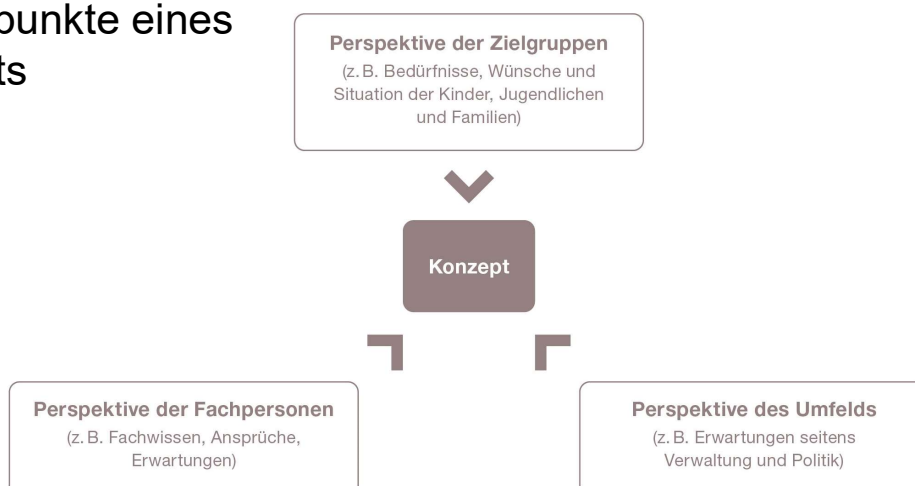 punkte eines
ts
Perspektive der Zielgruppen
(z. B. Bedürfnisse, Wünsche und
Situation der Kinder, Jugendlichen
und Familien)
Konzept
Perspektive der Fachpersonen
(z. B. Fachwissen, Ansprüche,
Erwartungen)
Perspektive des Umfelds
(z. B. Erwartungen seitens
Verwaltung und Politik)